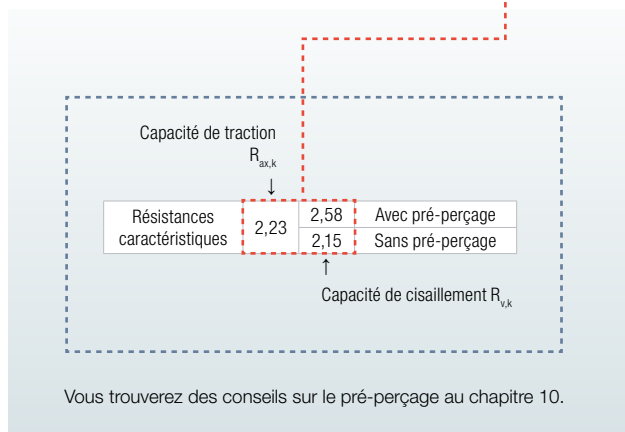 Capacité de traction
R_ax,k
↓
Résistances caractéristiques
2,23
2,58 Avec pré-perçage
2,15 Sans pré-perçage
↑
Capacité de cisaillement R_v,k
Vous trouverez des conseils sur le pré-perçage au chapitre 10.